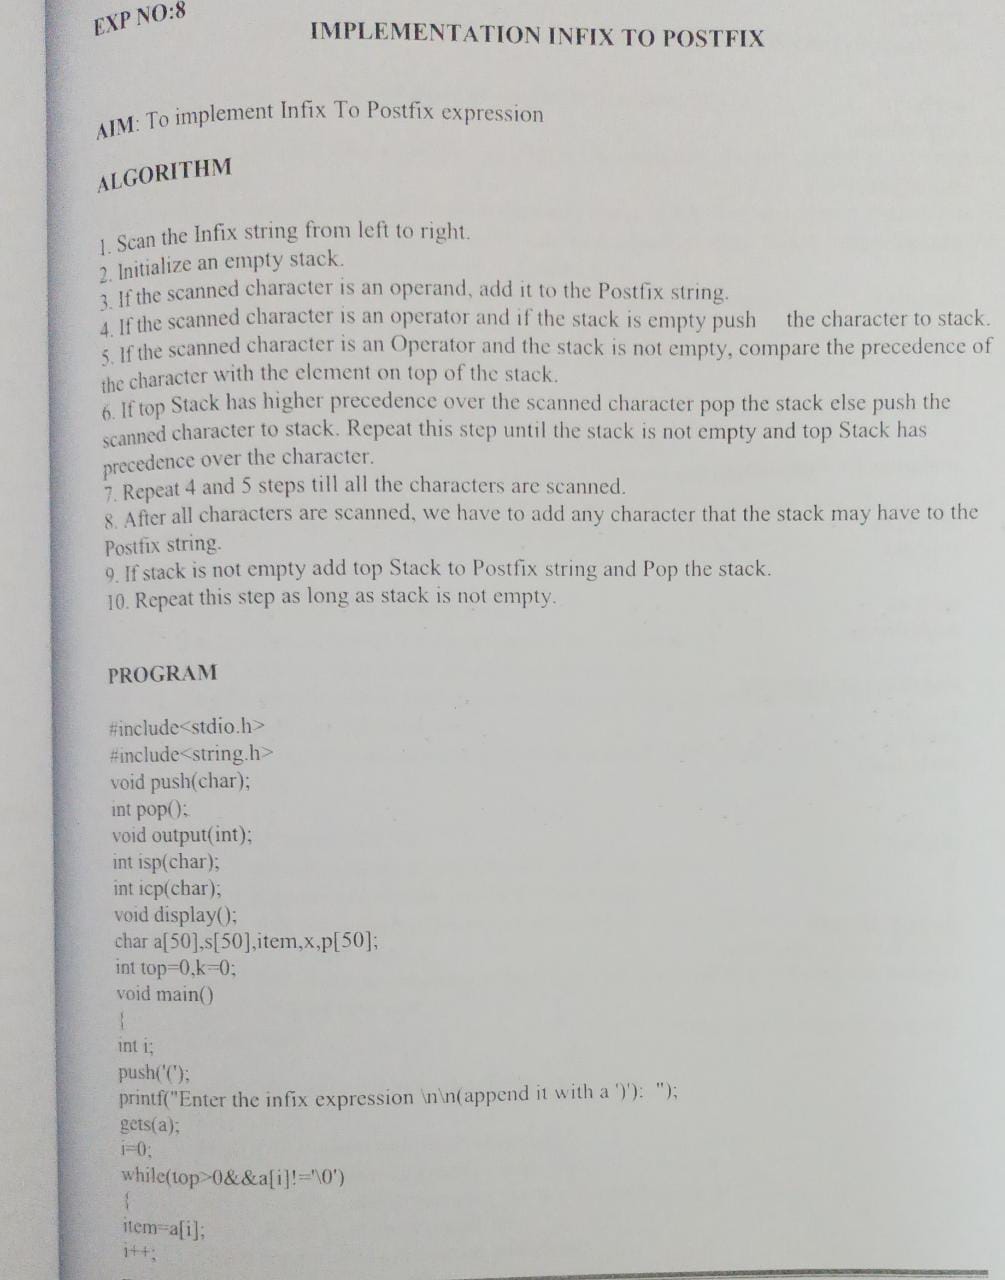 EXP NO:8
IMPLEMENTATION INFIX TO POSTFIX
AIM: To implement Infix To Postfix expression
ALGORITHM
1. Scan the Infix string from left to right.
2. Initialize an empty stack.
3. If the scanned character is an operand, add it to the Postfix string.
4. If the scanned character is an operator and if the stack is empty push the character to stack.
5. If the scanned character is an Operator and the stack is not empty, compare the precedence of
the character with the element on top of the stack.
6. If top Stack has higher precedence over the scanned character pop the stack else push the
scanned character to stack. Repeat this step until the stack is not empty and top Stack has
precedence over the character.
7. Repeat 4 and 5 steps till all the characters are scanned.
8. After all characters are scanned, we have to add any character that the stack may have to the
Postfix string.
9. If stack is not empty add top Stack to Postfix string and Pop the stack.
10. Repeat this step as long as stack is not empty.
PROGRAM
#include<stdio.h>
#include<string.h>
void push(char);
int pop();
void output(int);
int isp(char);
int icp(char);
void display();
char a[50],s[50],item,x,p[50];
int top=0,k=0;
void main()
{
int i;
push('(');
printf("Enter the infix expression \n\n(append it with a ')'): ");
gets(a);
i=0;
while(top>0&&a[i]!='\0')
{
item=a[i];
i++;